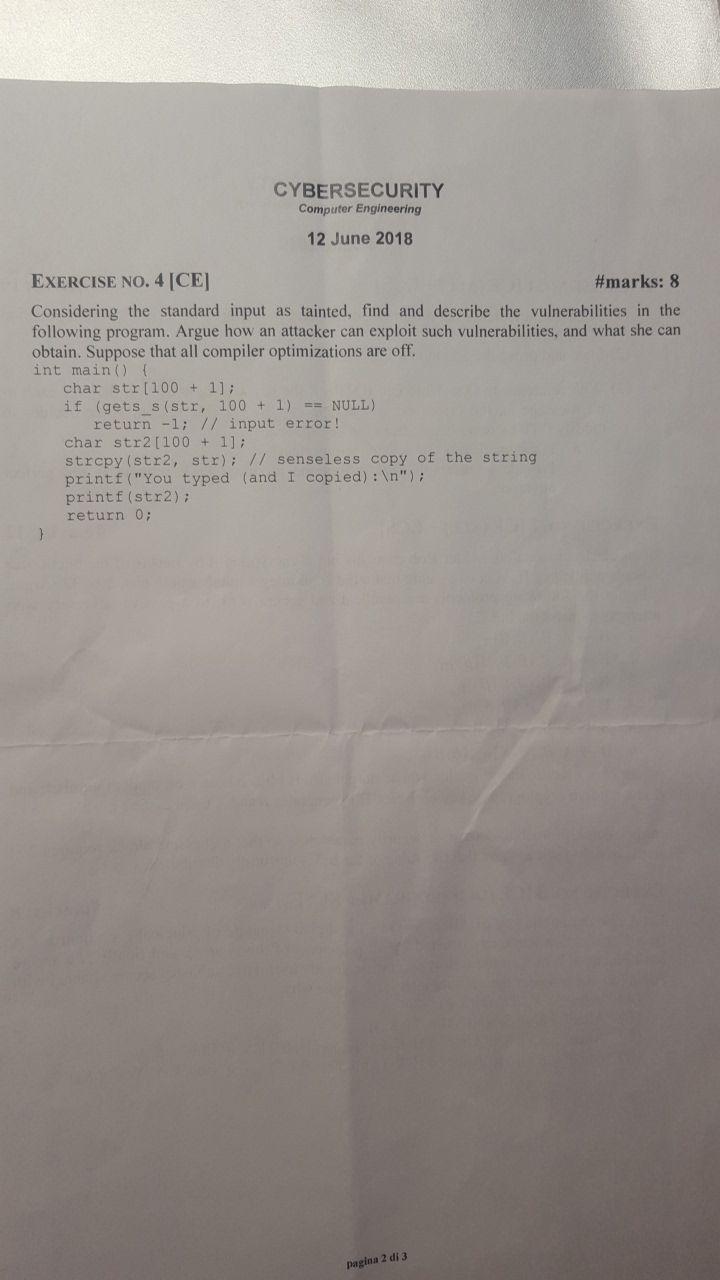 CYBERSECURITY
Computer Engineering
12 June 2018
EXERCISE NO. 4 [CE] #marks: 8
Considering the standard input as tainted, find and describe the vulnerabilities in the
following program. Argue how an attacker can exploit such vulnerabilities, and what she can
obtain. Suppose that all compiler optimizations are off.
int main() {
char str[100 + 1];
if (gets_s(str, 100 + 1) == NULL)
return -1; // input error!
char str2[100 + 1];
strcpy(str2, str); // senseless copy of the string
printf("You typed (and I copied):\n");
printf(str2);
return 0;
}
pagina 2 di 3